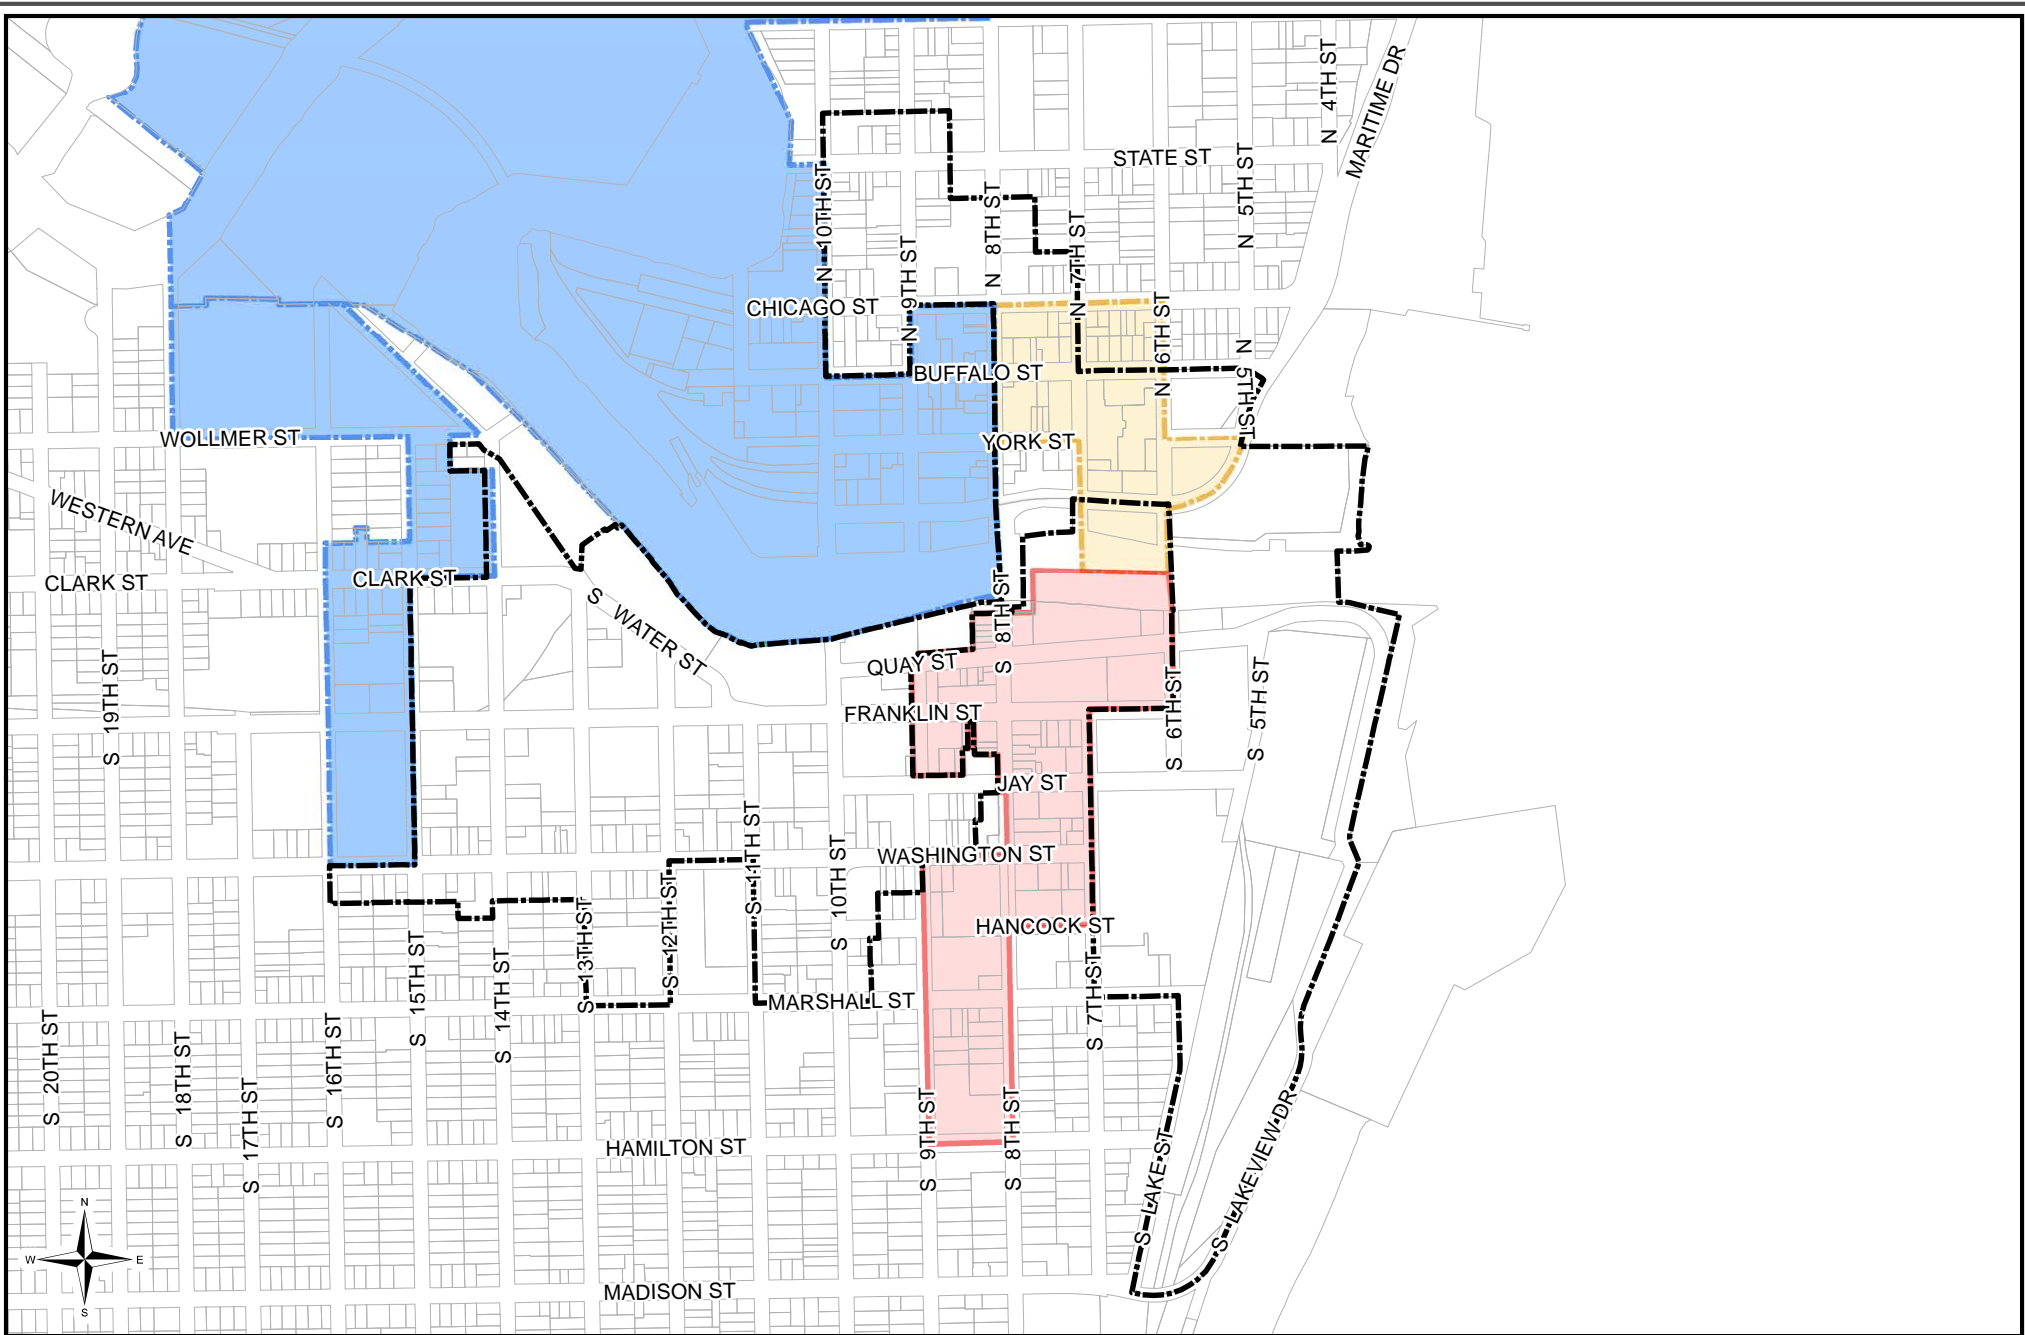 N 4TH ST
MARITIME DR
STATE ST
N 5TH ST
N 10TH ST
N 8TH ST
N 7TH ST
N 9TH ST
CHICAGO ST
N 6TH ST
N 5TH ST
BUFFALO ST
WOLLMER ST
YORK ST
WESTERN AVE
CLARK ST
CLARK ST
S WATER ST
S 8TH ST
QUAY ST
S 19TH ST
S 6TH ST
S 5TH ST
FRANKLIN ST
JAY ST
S 11TH ST
WASHINGTON ST
S 10TH ST
S 12TH ST
S 13TH ST
HANCOCK ST
S 15TH ST
S 14TH ST
S 7TH ST
MARSHALL ST
S 20TH ST
S 18TH ST
S 16TH ST
S 17TH ST
S 9TH ST
S 8TH ST
HAMILTON ST
S LAKE ST
S LAKEVIEW DR
N
W
E
S
MADISON ST